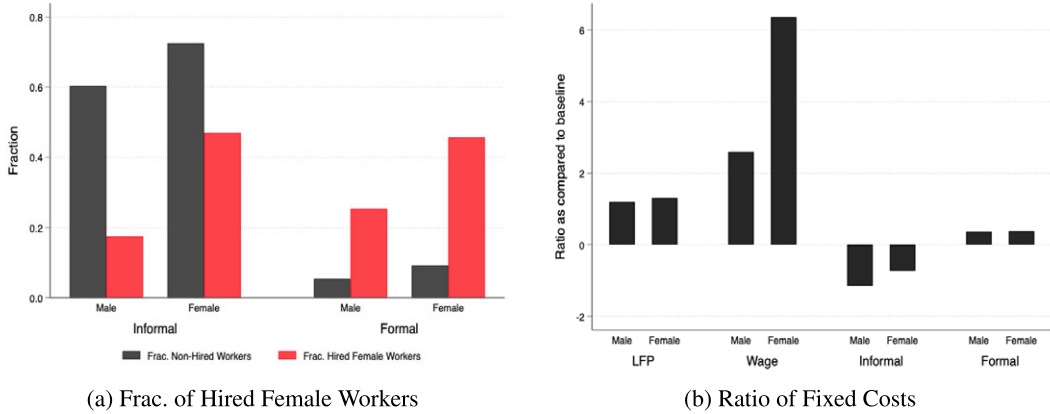 0.8
0.6
0.4
0.2
0.0
Fraction
Male Female Male Female
Informal Formal
Frac. Non-Hired Workers Frac. Hired Female Workers
(a) Frac. of Hired Female Workers
6
4
2
0
-2
Ratio as compared to baseline
Male Female Male Female Male Female Male Female
LFP Wage Informal Formal
(b) Ratio of Fixed Costs